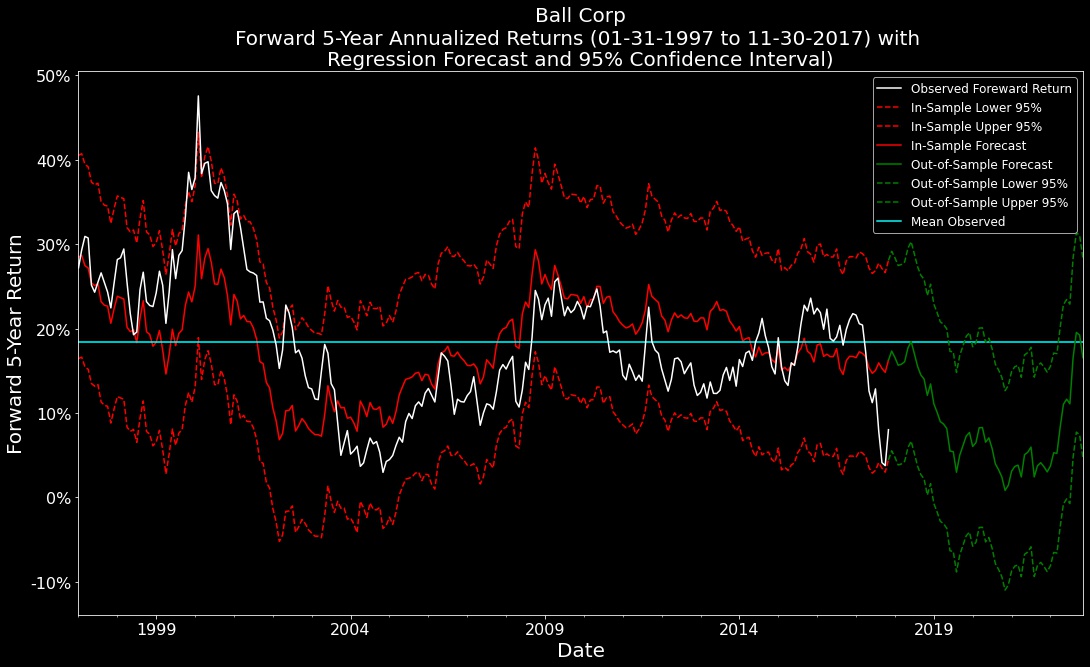 Ball Corp
Forward 5-Year Annualized Returns (01-31-1997 to 11-30-2017) with
Regression Forecast and 95% Confidence Interval)
50%
40%
30%
20%
10%
0%
-10%
Forward 5-Year Return
Observed Foreward Return
In-Sample Lower 95%
In-Sample Upper 95%
In-Sample Forecast
Out-of-Sample Forecast
Out-of-Sample Lower 95%
Out-of-Sample Upper 95%
Mean Observed
1999
2004
2009
2014
2019
Date